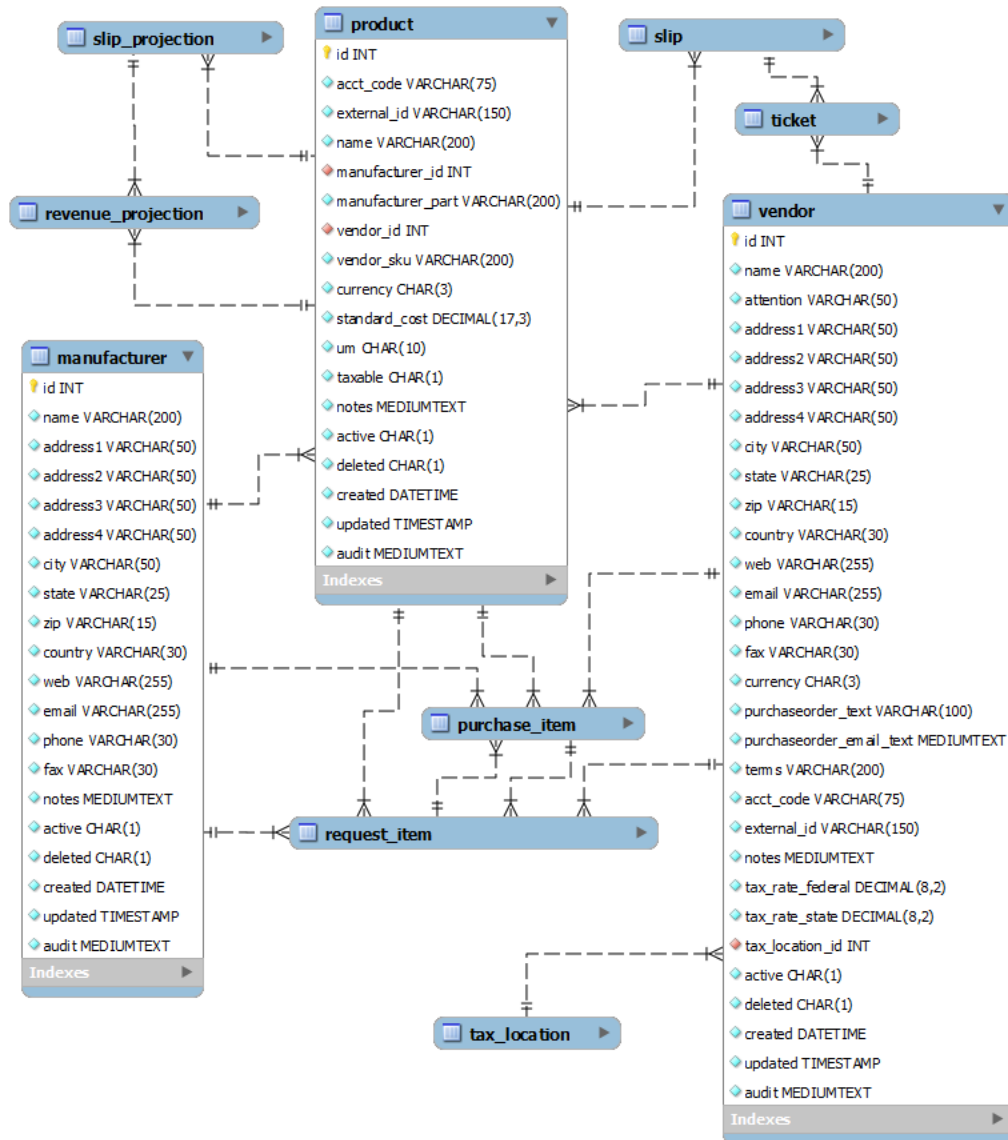 slip_projection
product
id INT
acct_code VARCHAR(75)
external_id VARCHAR(150)
name VARCHAR(200)
manufacturer_id INT
manufacturer_part VARCHAR(200)
vendor_id INT
vendor_sku VARCHAR(200)
currency CHAR(3)
standard_cost DECIMAL(17,3)
um CHAR(10)
taxable CHAR(1)
notes MEDIUMTEXT
active CHAR(1)
deleted CHAR(1)
created DATETIME
updated TIMESTAMP
audit MEDIUMTEXT
Indexes
slip
ticket
revenue_projection
manufacturer
id INT
name VARCHAR(200)
address1 VARCHAR(50)
address2 VARCHAR(50)
address3 VARCHAR(50)
address4 VARCHAR(50)
city VARCHAR(50)
state VARCHAR(25)
zip VARCHAR(15)
country VARCHAR(30)
web VARCHAR(255)
email VARCHAR(255)
phone VARCHAR(30)
fax VARCHAR(30)
notes MEDIUMTEXT
active CHAR(1)
deleted CHAR(1)
created DATETIME
updated TIMESTAMP
audit MEDIUMTEXT
Indexes
vendor
id INT
name VARCHAR(200)
attention VARCHAR(50)
address1 VARCHAR(50)
address2 VARCHAR(50)
address3 VARCHAR(50)
address4 VARCHAR(50)
city VARCHAR(50)
state VARCHAR(25)
zip VARCHAR(15)
country VARCHAR(30)
web VARCHAR(255)
email VARCHAR(255)
phone VARCHAR(30)
fax VARCHAR(30)
currency CHAR(3)
purchaseorder_text VARCHAR(100)
purchaseorder_email_text MEDIUMTEXT
terms VARCHAR(200)
acct_code VARCHAR(75)
external_id VARCHAR(150)
notes MEDIUMTEXT
tax_rate_federal DECIMAL(8,2)
tax_rate_state DECIMAL(8,2)
tax_location_id INT
active CHAR(1)
deleted CHAR(1)
created DATETIME
updated TIMESTAMP
audit MEDIUMTEXT
Indexes
purchase_item
request_item
tax_location